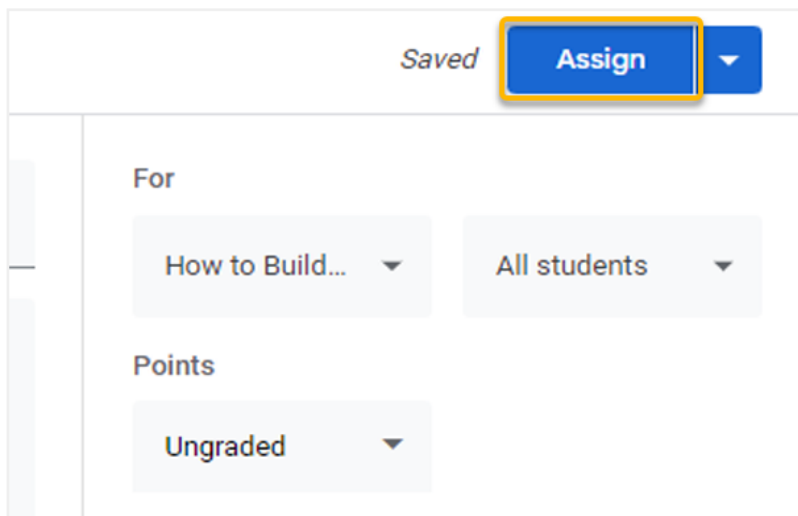 Saved Assign
For
How to Build... All students
Points
Ungraded